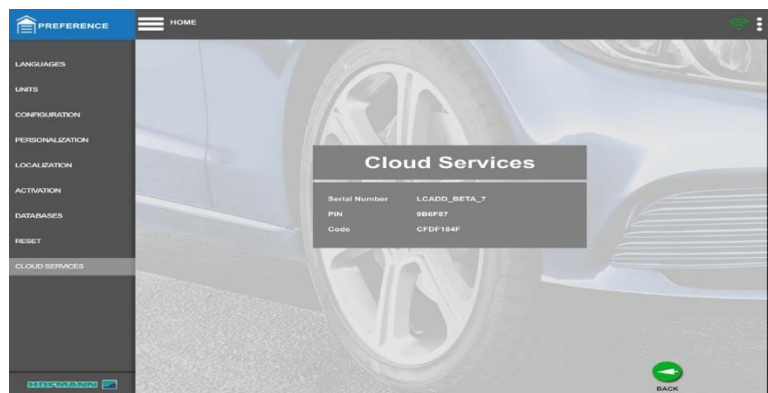 PREFERENCE
HOME
LANGUAGES
UNITS
CONFIGURATION
PERSONALIZATION
LOCALIZATION
ACTIVATION
DATABASES
RESET
CLOUD SERVICES
Cloud Services
Serial Number LCADD_BETA_7
PIN 9B6F87
Code CFDF184F
HOFMANN
BACK